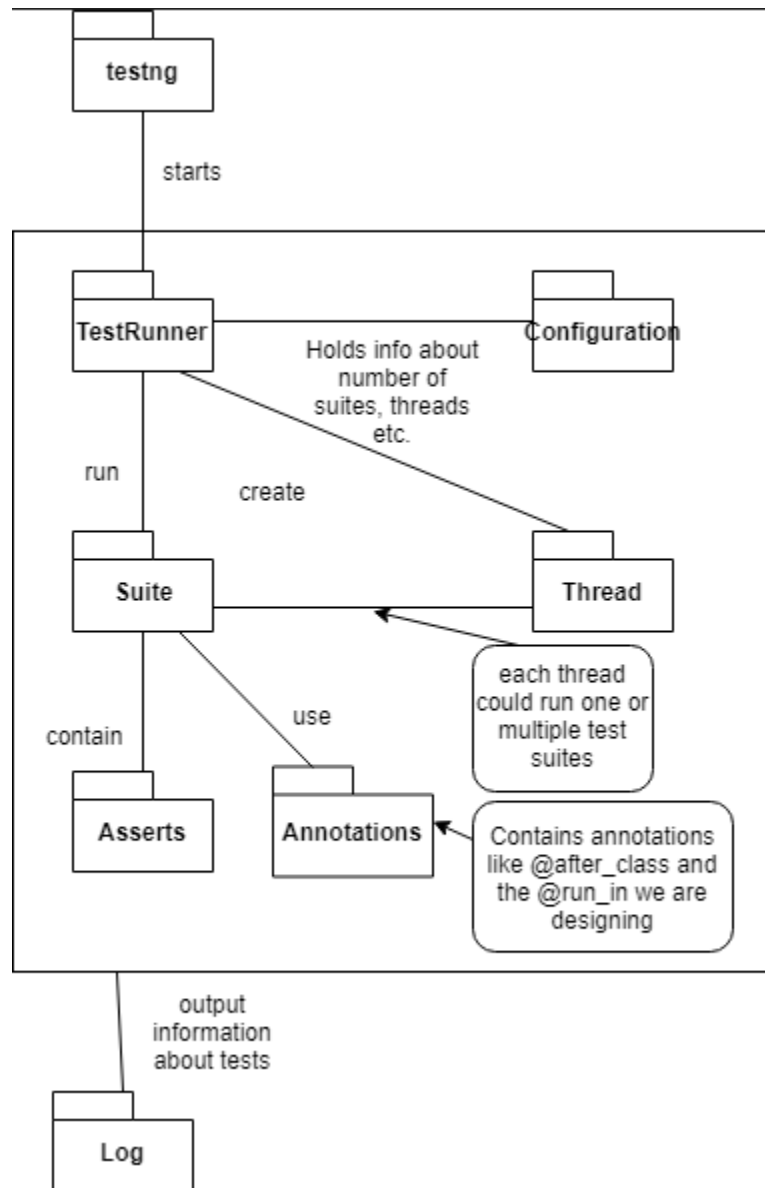 testng
starts
TestRunner
Configuration
Holds info about
number of
suites, threads
etc.
run
create
Suite
Thread
each thread
could run one or
multiple test
suites
use
contain
Asserts
Annotations
Contains annotations
like @after_class and
the @run_in we are
designing
output
information
about tests
Log